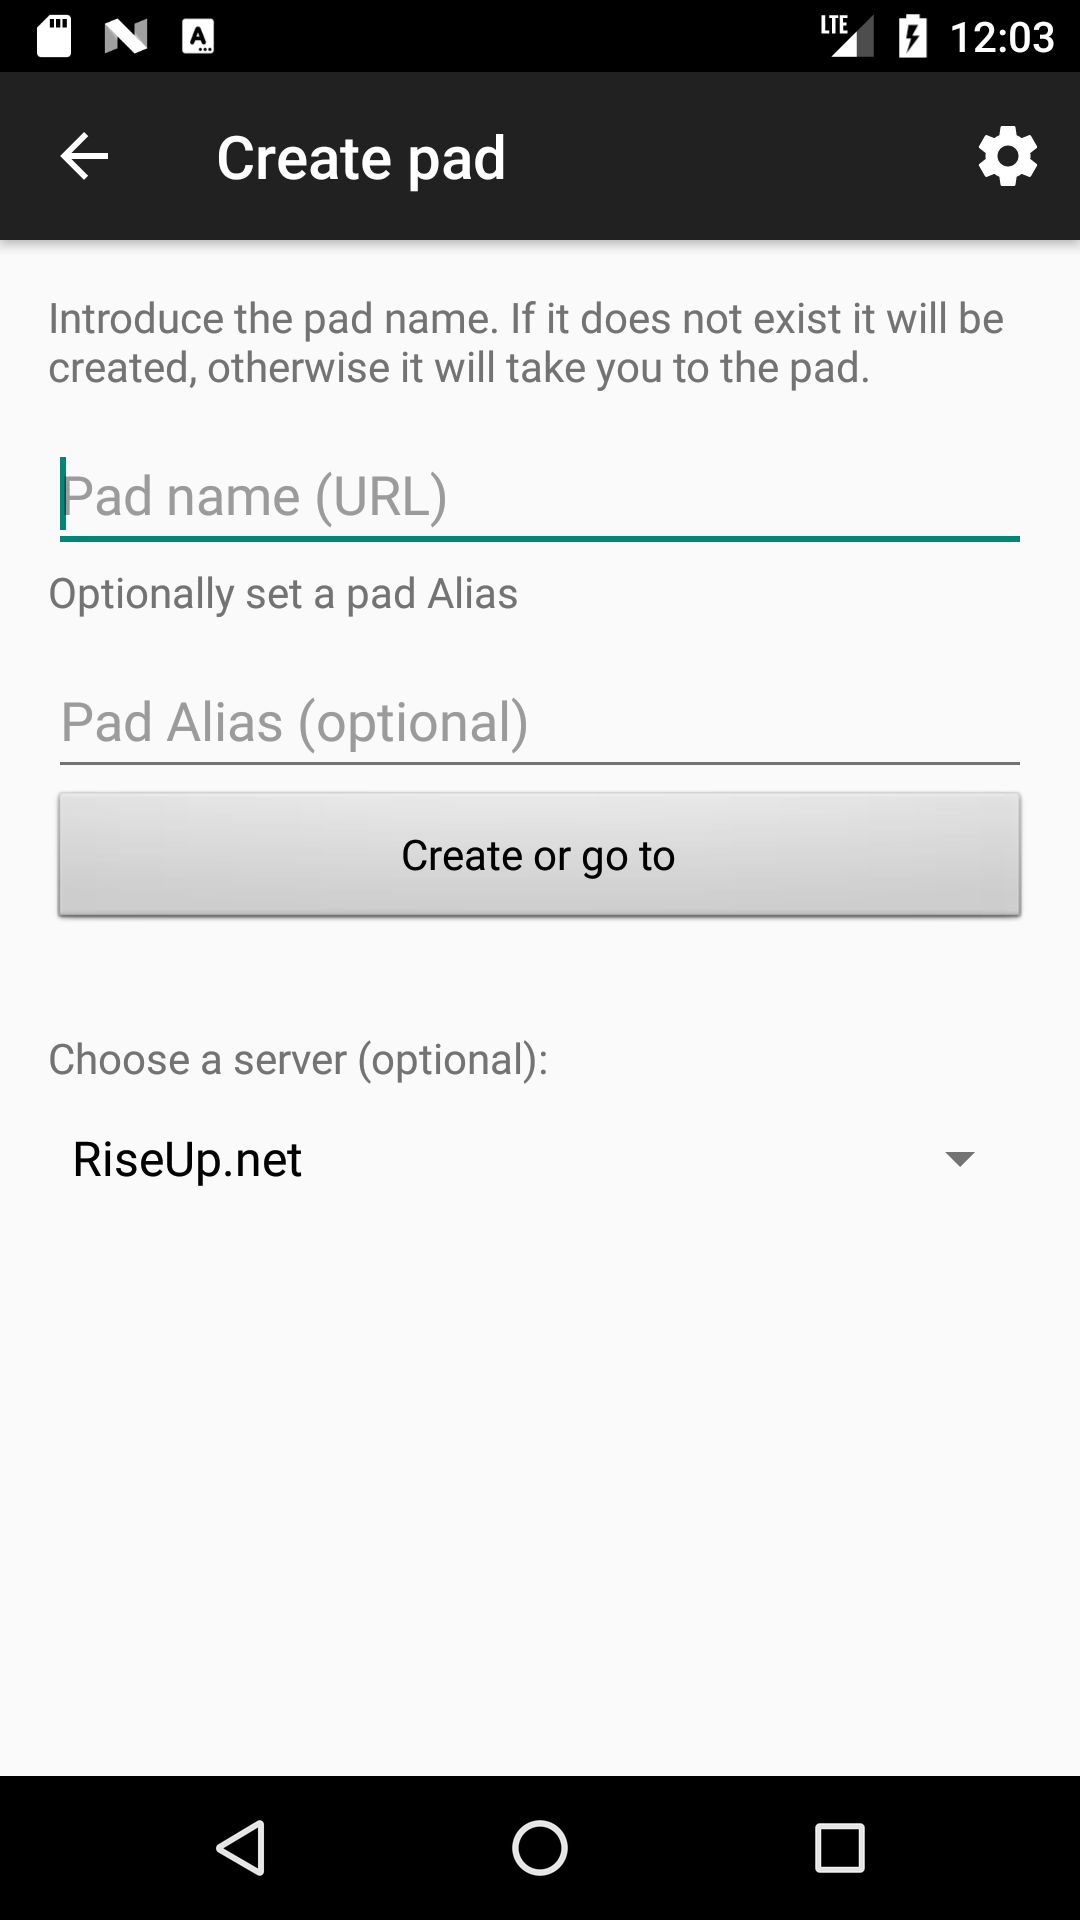 LTE 12:03
Create pad
Introduce the pad name. If it does not exist it will be
created, otherwise it will take you to the pad.
Pad name (URL)
Optionally set a pad Alias
Pad Alias (optional)
Create or go to
Choose a server (optional):
RiseUp.net